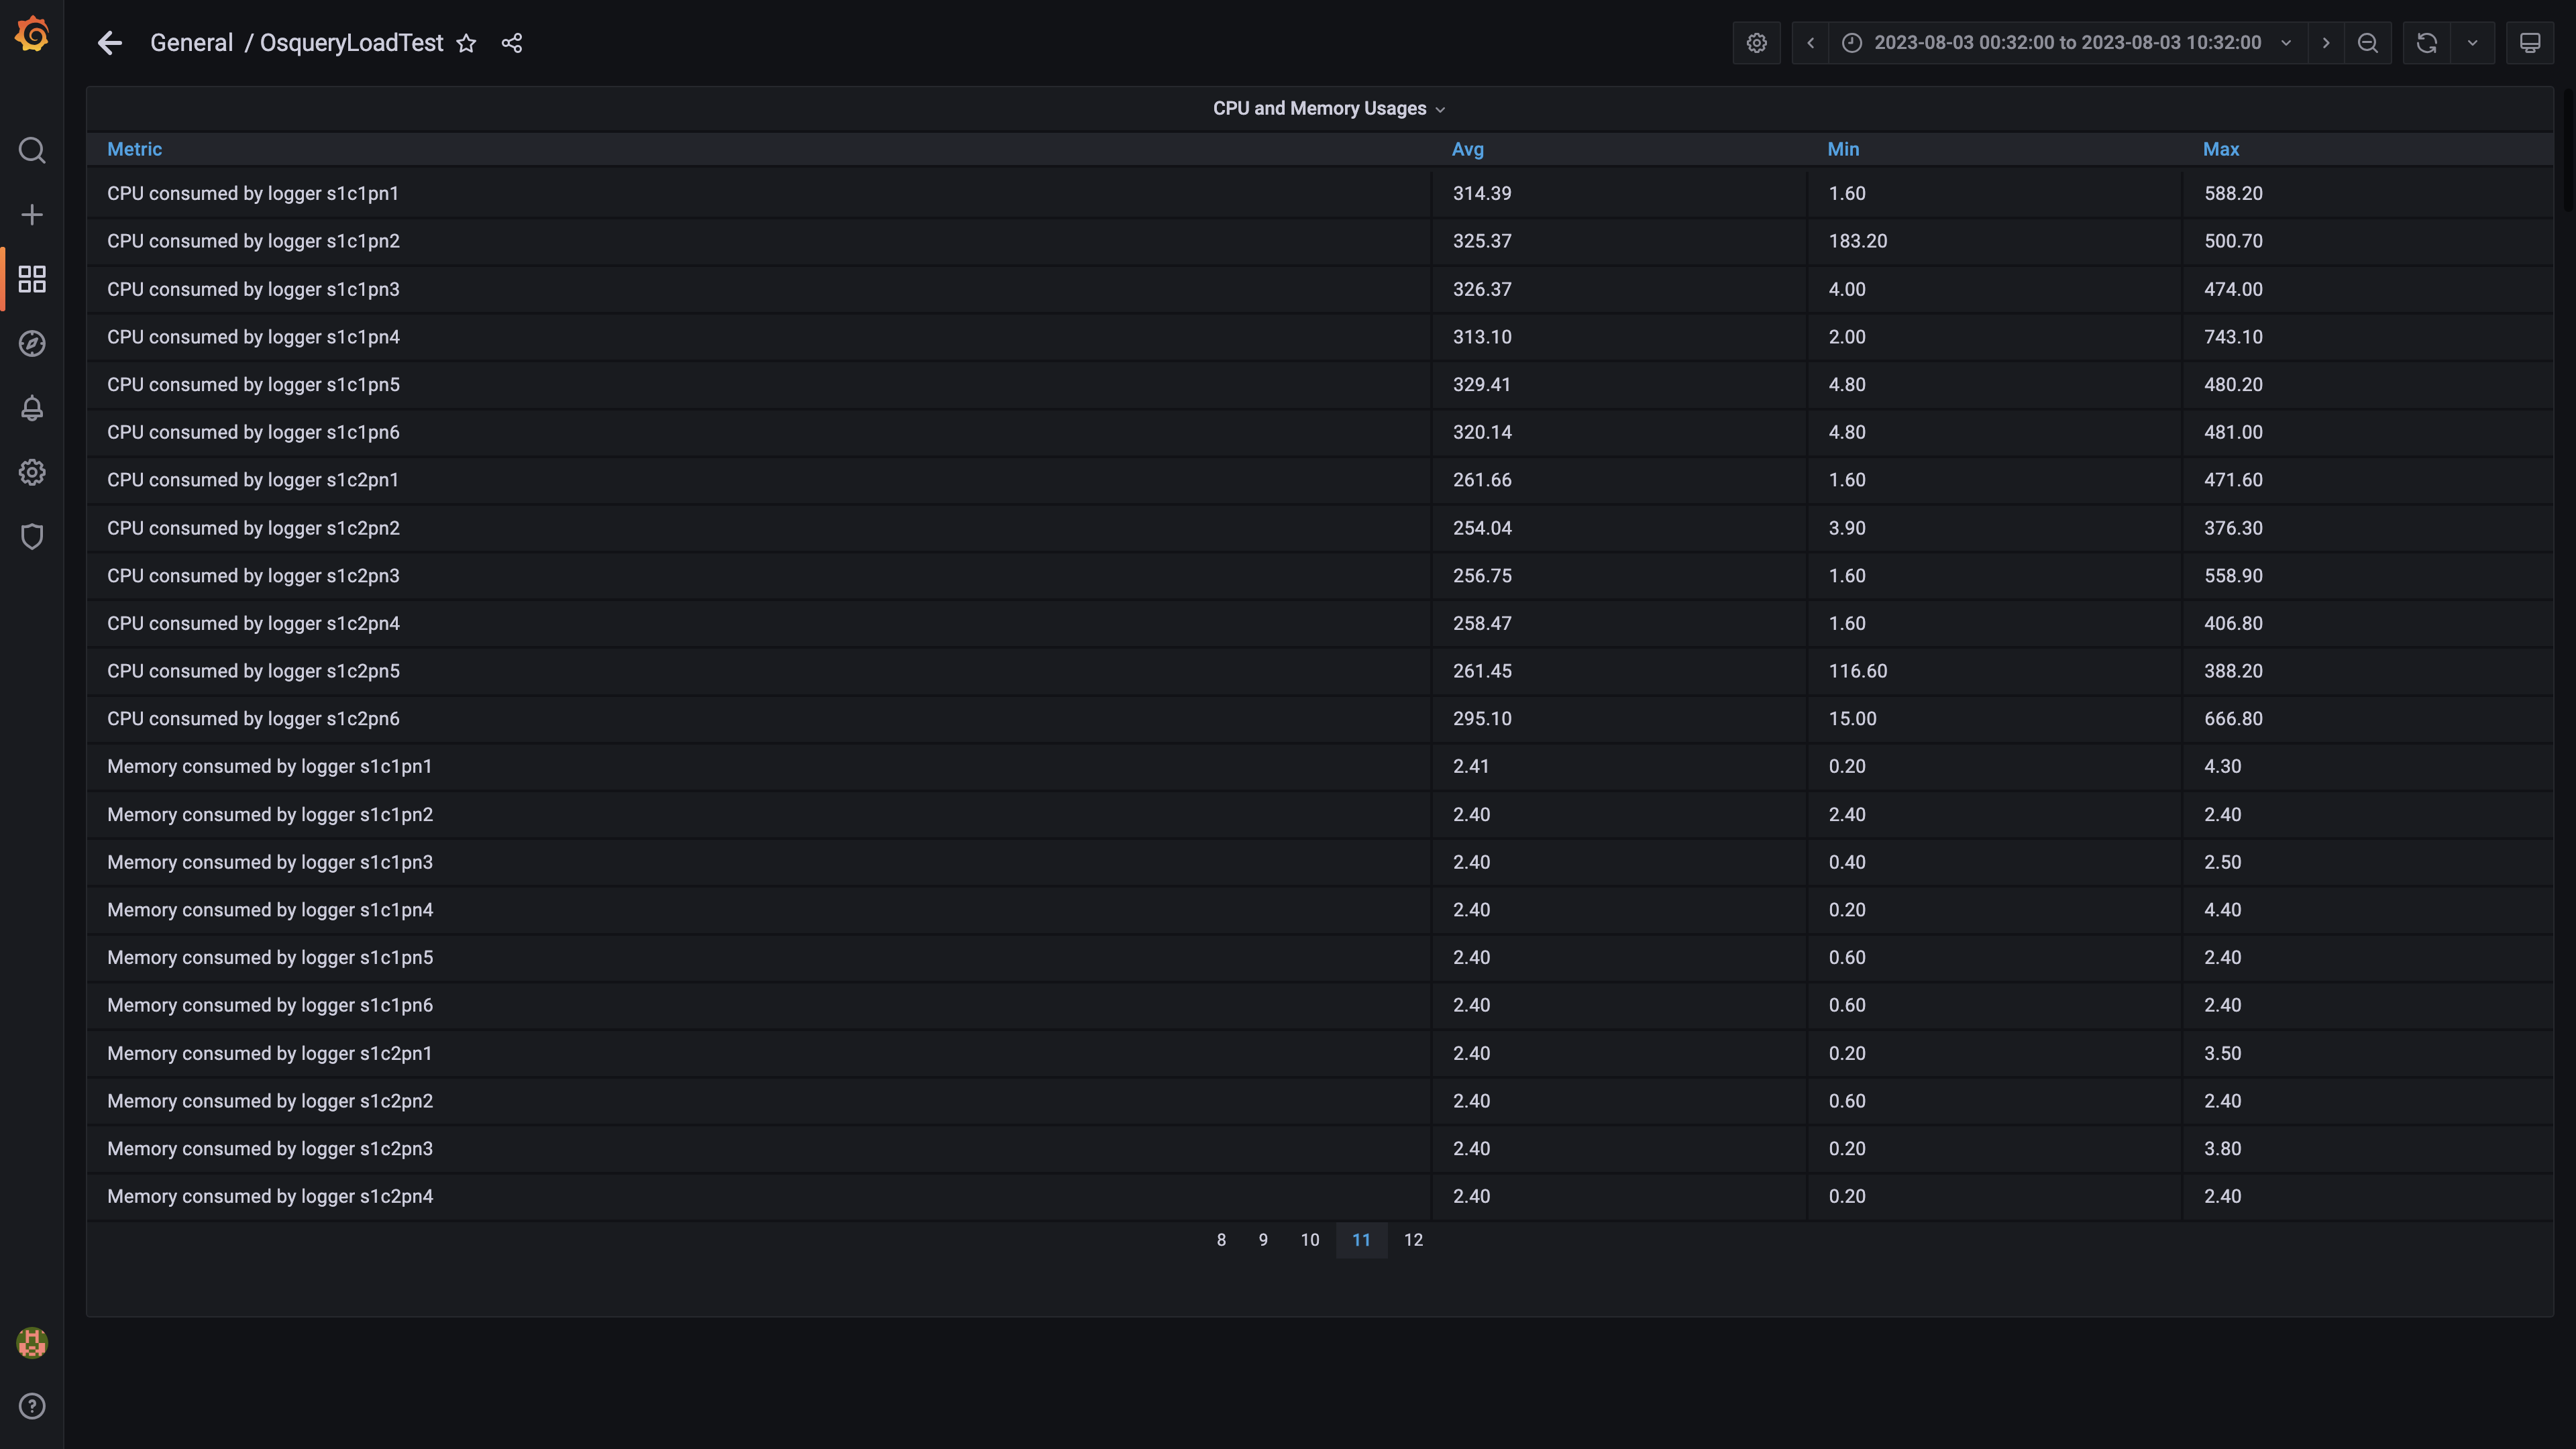 General / OsqueryLoadTest
2023-08-03 00:32:00 to 2023-08-03 10:32:00
CPU and Memory Usages
Metric Avg Min Max
CPU consumed by logger s1c1pn1 314.39 1.60 588.20
CPU consumed by logger s1c1pn2 325.37 183.20 500.70
CPU consumed by logger s1c1pn3 326.37 4.00 474.00
CPU consumed by logger s1c1pn4 313.10 2.00 743.10
CPU consumed by logger s1c1pn5 329.41 4.80 480.20
CPU consumed by logger s1c1pn6 320.14 4.80 481.00
CPU consumed by logger s1c2pn1 261.66 1.60 471.60
CPU consumed by logger s1c2pn2 254.04 3.90 376.30
CPU consumed by logger s1c2pn3 256.75 1.60 558.90
CPU consumed by logger s1c2pn4 258.47 1.60 406.80
CPU consumed by logger s1c2pn5 261.45 116.60 388.20
CPU consumed by logger s1c2pn6 295.10 15.00 666.80
Memory consumed by logger s1c1pn1 2.41 0.20 4.30
Memory consumed by logger s1c1pn2 2.40 2.40 2.40
Memory consumed by logger s1c1pn3 2.40 0.40 2.50
Memory consumed by logger s1c1pn4 2.40 0.20 4.40
Memory consumed by logger s1c1pn5 2.40 0.60 2.40
Memory consumed by logger s1c1pn6 2.40 0.60 2.40
Memory consumed by logger s1c2pn1 2.40 0.20 3.50
Memory consumed by logger s1c2pn2 2.40 0.60 2.40
Memory consumed by logger s1c2pn3 2.40 0.20 3.80
Memory consumed by logger s1c2pn4 2.40 0.20 2.40
8 9 10 11 12